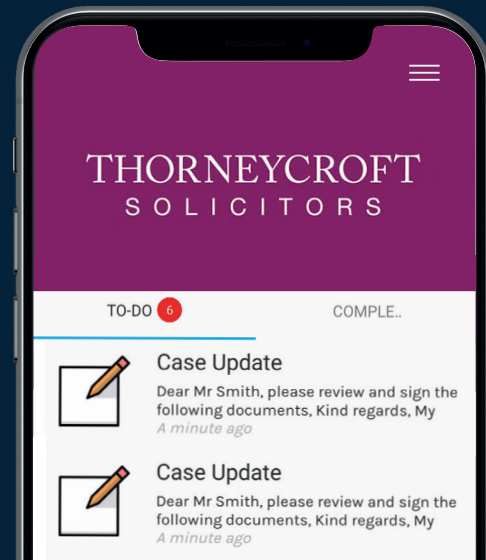 THORNEYCROFT
SOLICITORS
TO-DO 6 COMPLE..
Case Update
Dear Mr Smith, please review and sign the
following documents, Kind regards, My
A minute ago
Case Update
Dear Mr Smith, please review and sign the
following documents, Kind regards, My
A minute ago